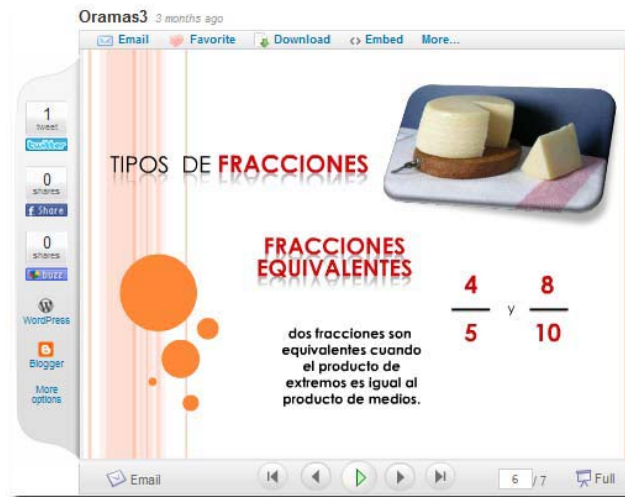 Oramas3 3 months ago
Email Favorite Download Embed More...
1
tweet
twitter
0
shares
f Share
0
shares
buzz
WordPress
Blogger
More
options
TIPOS DE FRACCIONES
FRACCIONES
EQUIVALENTES
4
5
y
8
10
dos fracciones son
equivalentes cuando
el producto de
extremos es igual al
producto de medios.
Email 6 / 7 Full